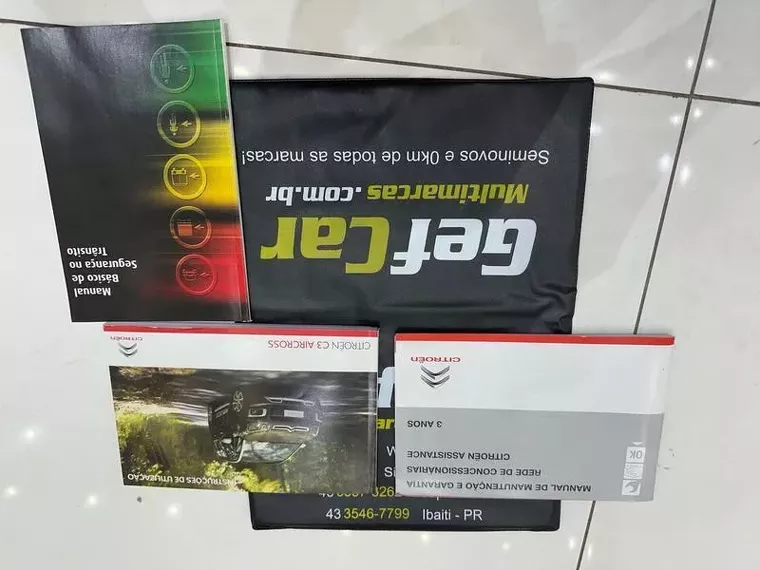 Manual
Básico de
Segurança no
Trânsito
GefCar
Multimarcas.com.br
Seminovos e 0km de todas as marcas!
INSTRUÇÕES DE UTILIZAÇÃO
CITROËN C3 AIRCROSS
CITROËN
MANUAL DE MANUTENÇÃO E GARANTIA
REDE DE CONCESSIONÁRIAS
CITROËN ASSISTANCE
3 ANOS
OK
CITROËN
43 3546-7799 Ibaiti - PR